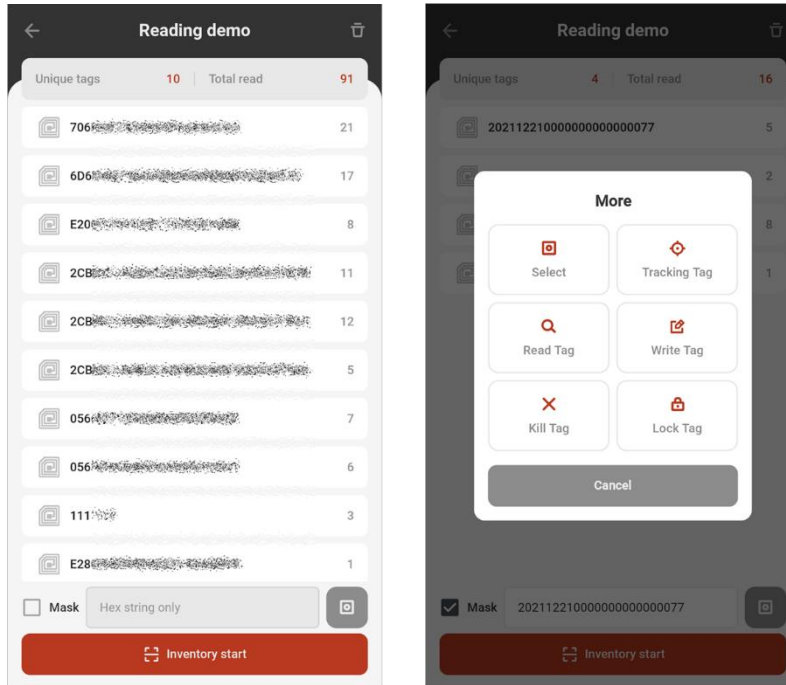 Reading demo
Unique tags 10 Total read 91
706 21
6D6 17
E20 8
2CB 11
2CB 12
2CB 5
056 7
056 6
111 3
E28 1
Mask Hex string only
Inventory start
Reading demo
Unique tags 4 Total read 16
202112210000000000000077 5
2
8
1
More
Select Tracking Tag
Read Tag Write Tag
Kill Tag Lock Tag
Cancel
Mask 202112210000000000000077
Inventory start